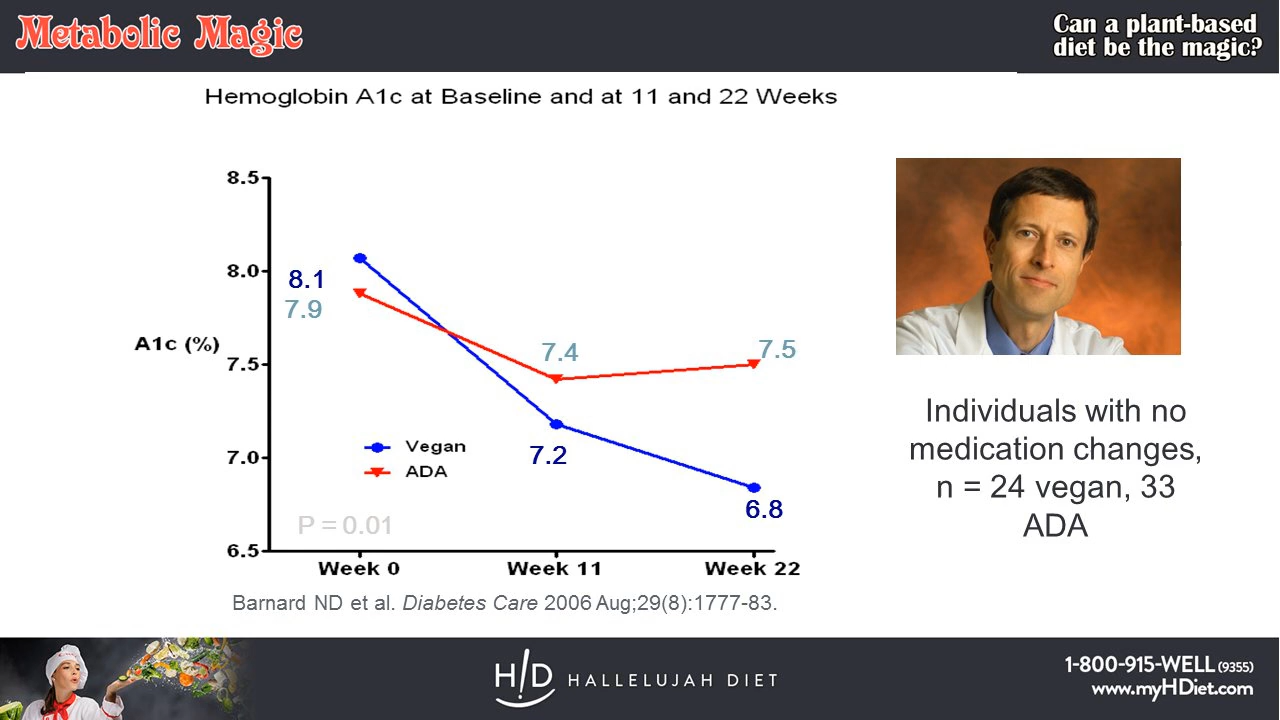 Metabolic Magic
Can a plant-based
diet be the magic?
Hemoglobin A1c at Baseline and at 11 and 22 Weeks
8.5
8.0
7.5
7.0
6.5
A1c (%)
8.1
7.9
7.4
7.5
7.2
6.8
Vegan
ADA
P = 0.01
Week 0
Week 11
Week 22
Barnard ND et al. Diabetes Care 2006 Aug;29(8):1777-83.
Individuals with no
medication changes,
n = 24 vegan, 33
ADA
H!D HALLELUJAH DIET
1-800-915-WELL (9355)
www.myHDiet.com